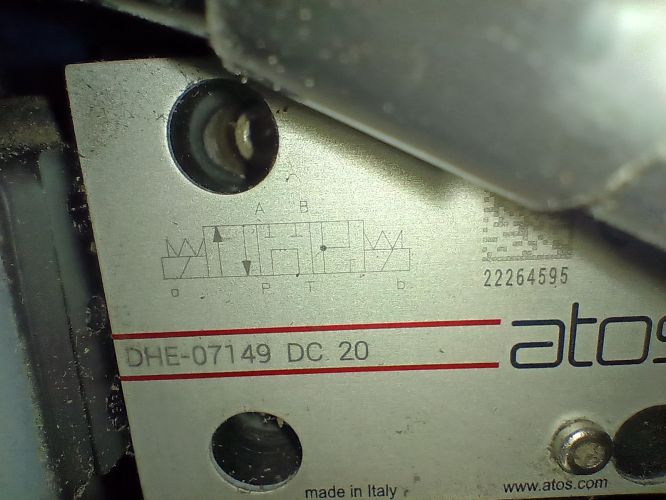 A B
22264595
a P T b
DHE-07149 DC 20
atos
made in Italy
www.atos.com